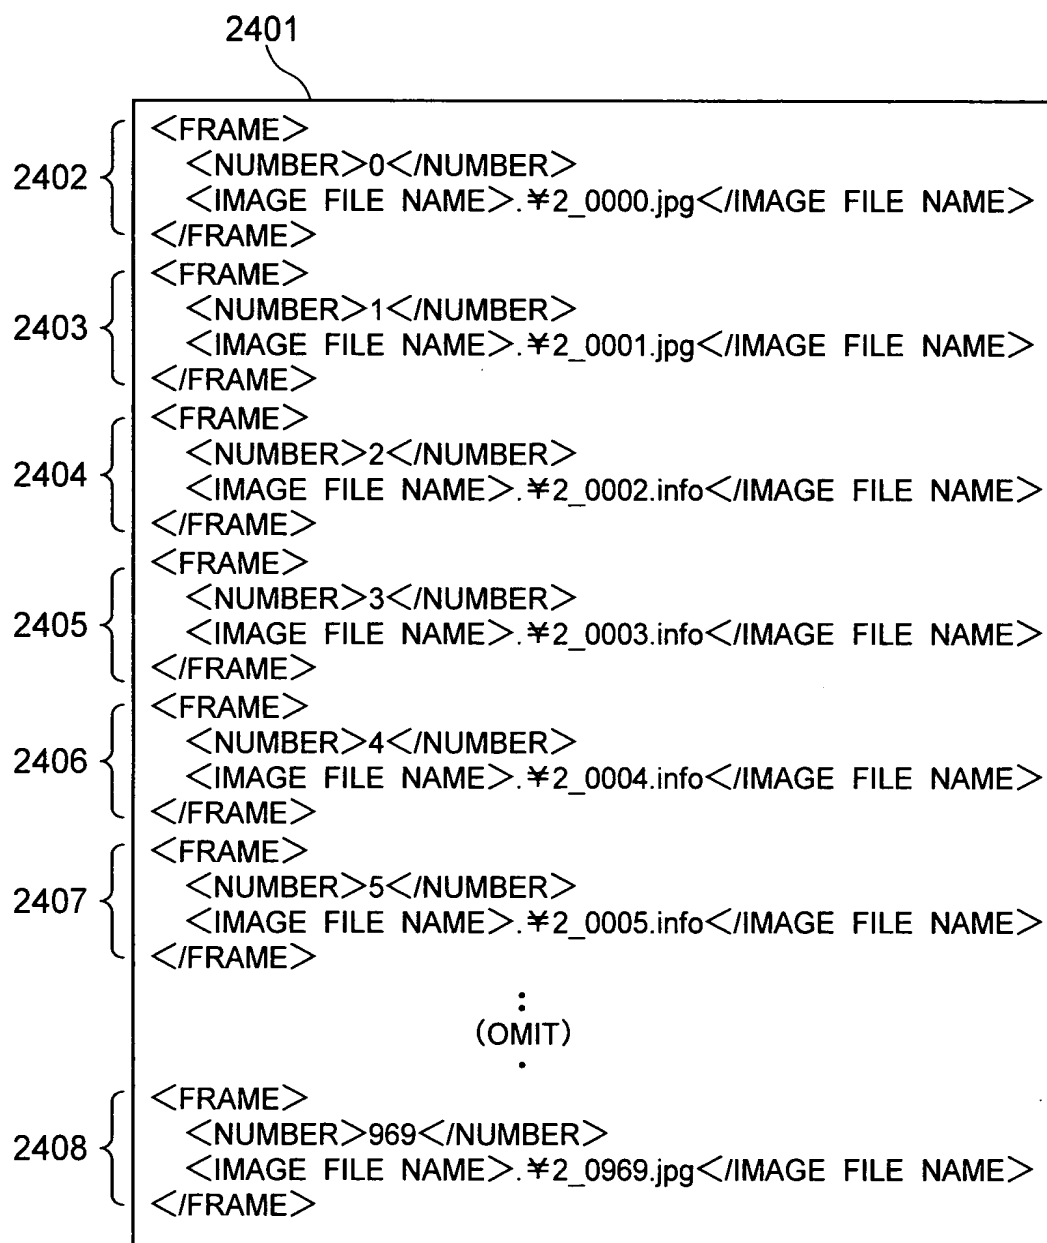 2401
<FRAME>
<NUMBER>0</NUMBER>
2402
<IMAGE FILE NAME>.¥2_0000.jpg</IMAGE FILE NAME>
</FRAME>
<FRAME>
<NUMBER>1</NUMBER>
2403
<IMAGE FILE NAME>.¥2_0001.jpg</IMAGE FILE NAME>
</FRAME>
<FRAME>
<NUMBER>2</NUMBER>
2404
<IMAGE FILE NAME>.¥2_0002.info</IMAGE FILE NAME>
</FRAME>
<FRAME>
<NUMBER>3</NUMBER>
2405
<IMAGE FILE NAME>.¥2_0003.info</IMAGE FILE NAME>
</FRAME>
<FRAME>
<NUMBER>4</NUMBER>
2406
<IMAGE FILE NAME>.¥2_0004.info</IMAGE FILE NAME>
</FRAME>
<FRAME>
<NUMBER>5</NUMBER>
2407
<IMAGE FILE NAME>.¥2_0005.info</IMAGE FILE NAME>
</FRAME>
:
(OMIT)
.
<FRAME>
<NUMBER>969</NUMBER>
2408
<IMAGE FILE NAME>.¥2_0969.jpg</IMAGE FILE NAME>
</FRAME>